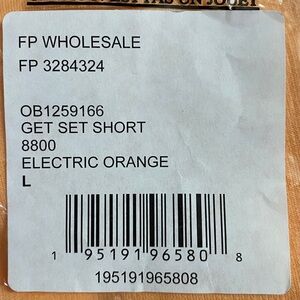 FP WHOLESALE
FP 3284324
OB1259166
GET SET SHORT
8800
ELECTRIC ORANGE
L
1 95191 96580 8
195191965808